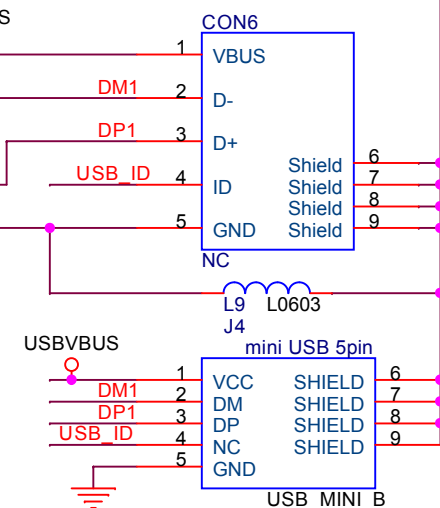 S
CON6
1 VBUS
DM1 2 D-
DP1 3 D+
Shield 6
USB_ID 4 ID Shield 7
Shield 8
5 GND Shield 9
NC
L9 L0603
J4
USBVBUS mini USB 5pin
1 VCC SHIELD 6
DM1 2 DM SHIELD 7
DP1 3 DP SHIELD 8
USB_ID 4 NC SHIELD 9
5 GND
USB MINI B